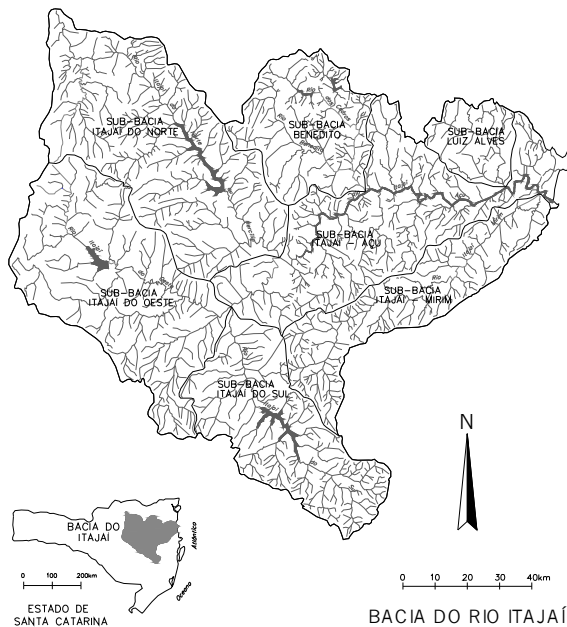 SUB-BACIA
ITAJAÍ DO NORTE
SUB-BACIA
BENEDITO
SUB-BACIA
LUIZ ALVES
SUB-BACIA
ITAJAÍ - AÇU
SUB-BACIA
ITAJAÍ DO OESTE
SUB-BACIA
ITAJAÍ - MIRIM
SUB-BACIA
ITAJAÍ DO SUL
Rio
Itajaí
N
BACIA DO
ITAJAÍ
Atlântico
Oceano
0 100 200km
ESTADO DE
SANTA CATARINA
0 10 20 30 40km
BACIA DO RIO ITAJAÍ